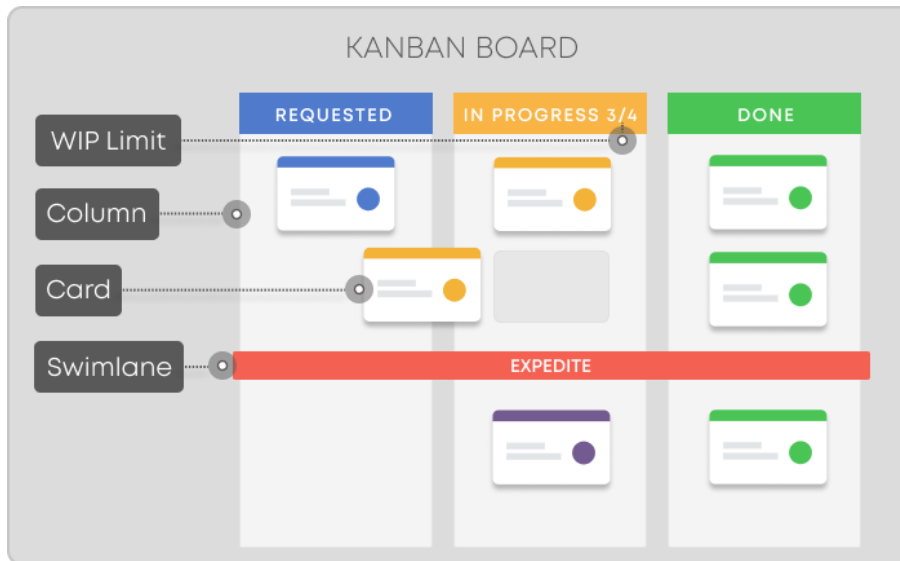 KANBAN BOARD
REQUESTED
IN PROGRESS 3/4
DONE
WIP Limit
Column
Card
Swimlane
EXPEDITE